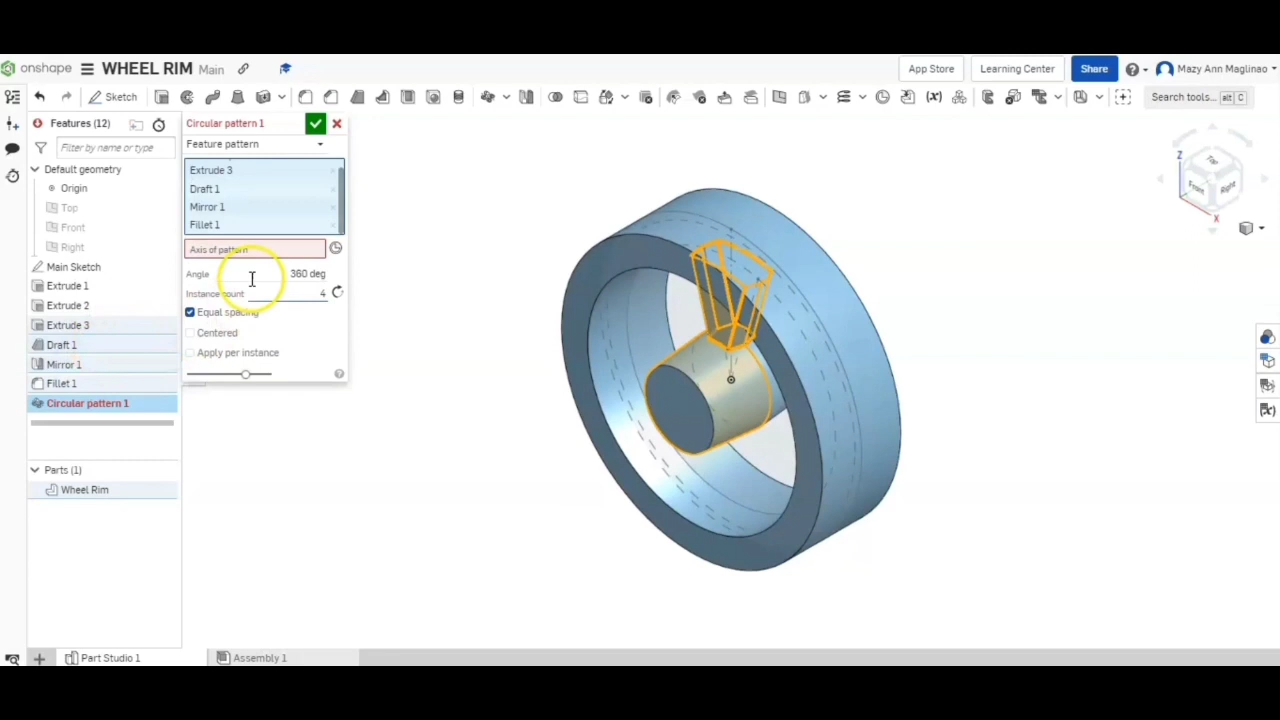 onshape WHEEL RIM Main App Store Learning Center Share Mazy Ann Maglinao
Sketch Search tools... alt C
Features (12)
Filter by name or type
Default geometry
Origin
Top
Front
Right
Main Sketch
Extrude 1
Extrude 2
Extrude 3
Draft 1
Mirror 1
Fillet 1
Circular pattern 1
Parts (1)
Wheel Rim
Circular pattern 1
Feature pattern
Extrude 3
Draft 1
Mirror 1
Fillet 1
Axis of pattern
Angle 360 deg
Instance count 4
Equal spacing
Centered
Apply per instance
Z
Top
Front
Right
X
Part Studio 1 Assembly 1